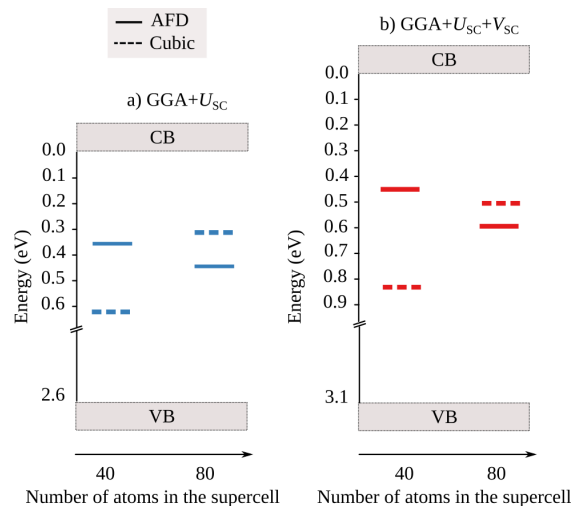 AFD
Cubic
a) GGA+U_SC
CB
0.0
0.1
0.2
0.3
0.4
0.5
0.6
2.6
Energy (eV)
VB
40 80
Number of atoms in the supercell
b) GGA+U_SC+V_SC
CB
0.0
0.1
0.2
0.3
0.4
0.5
0.6
0.7
0.8
0.9
3.1
Energy (eV)
VB
40 80
Number of atoms in the supercell